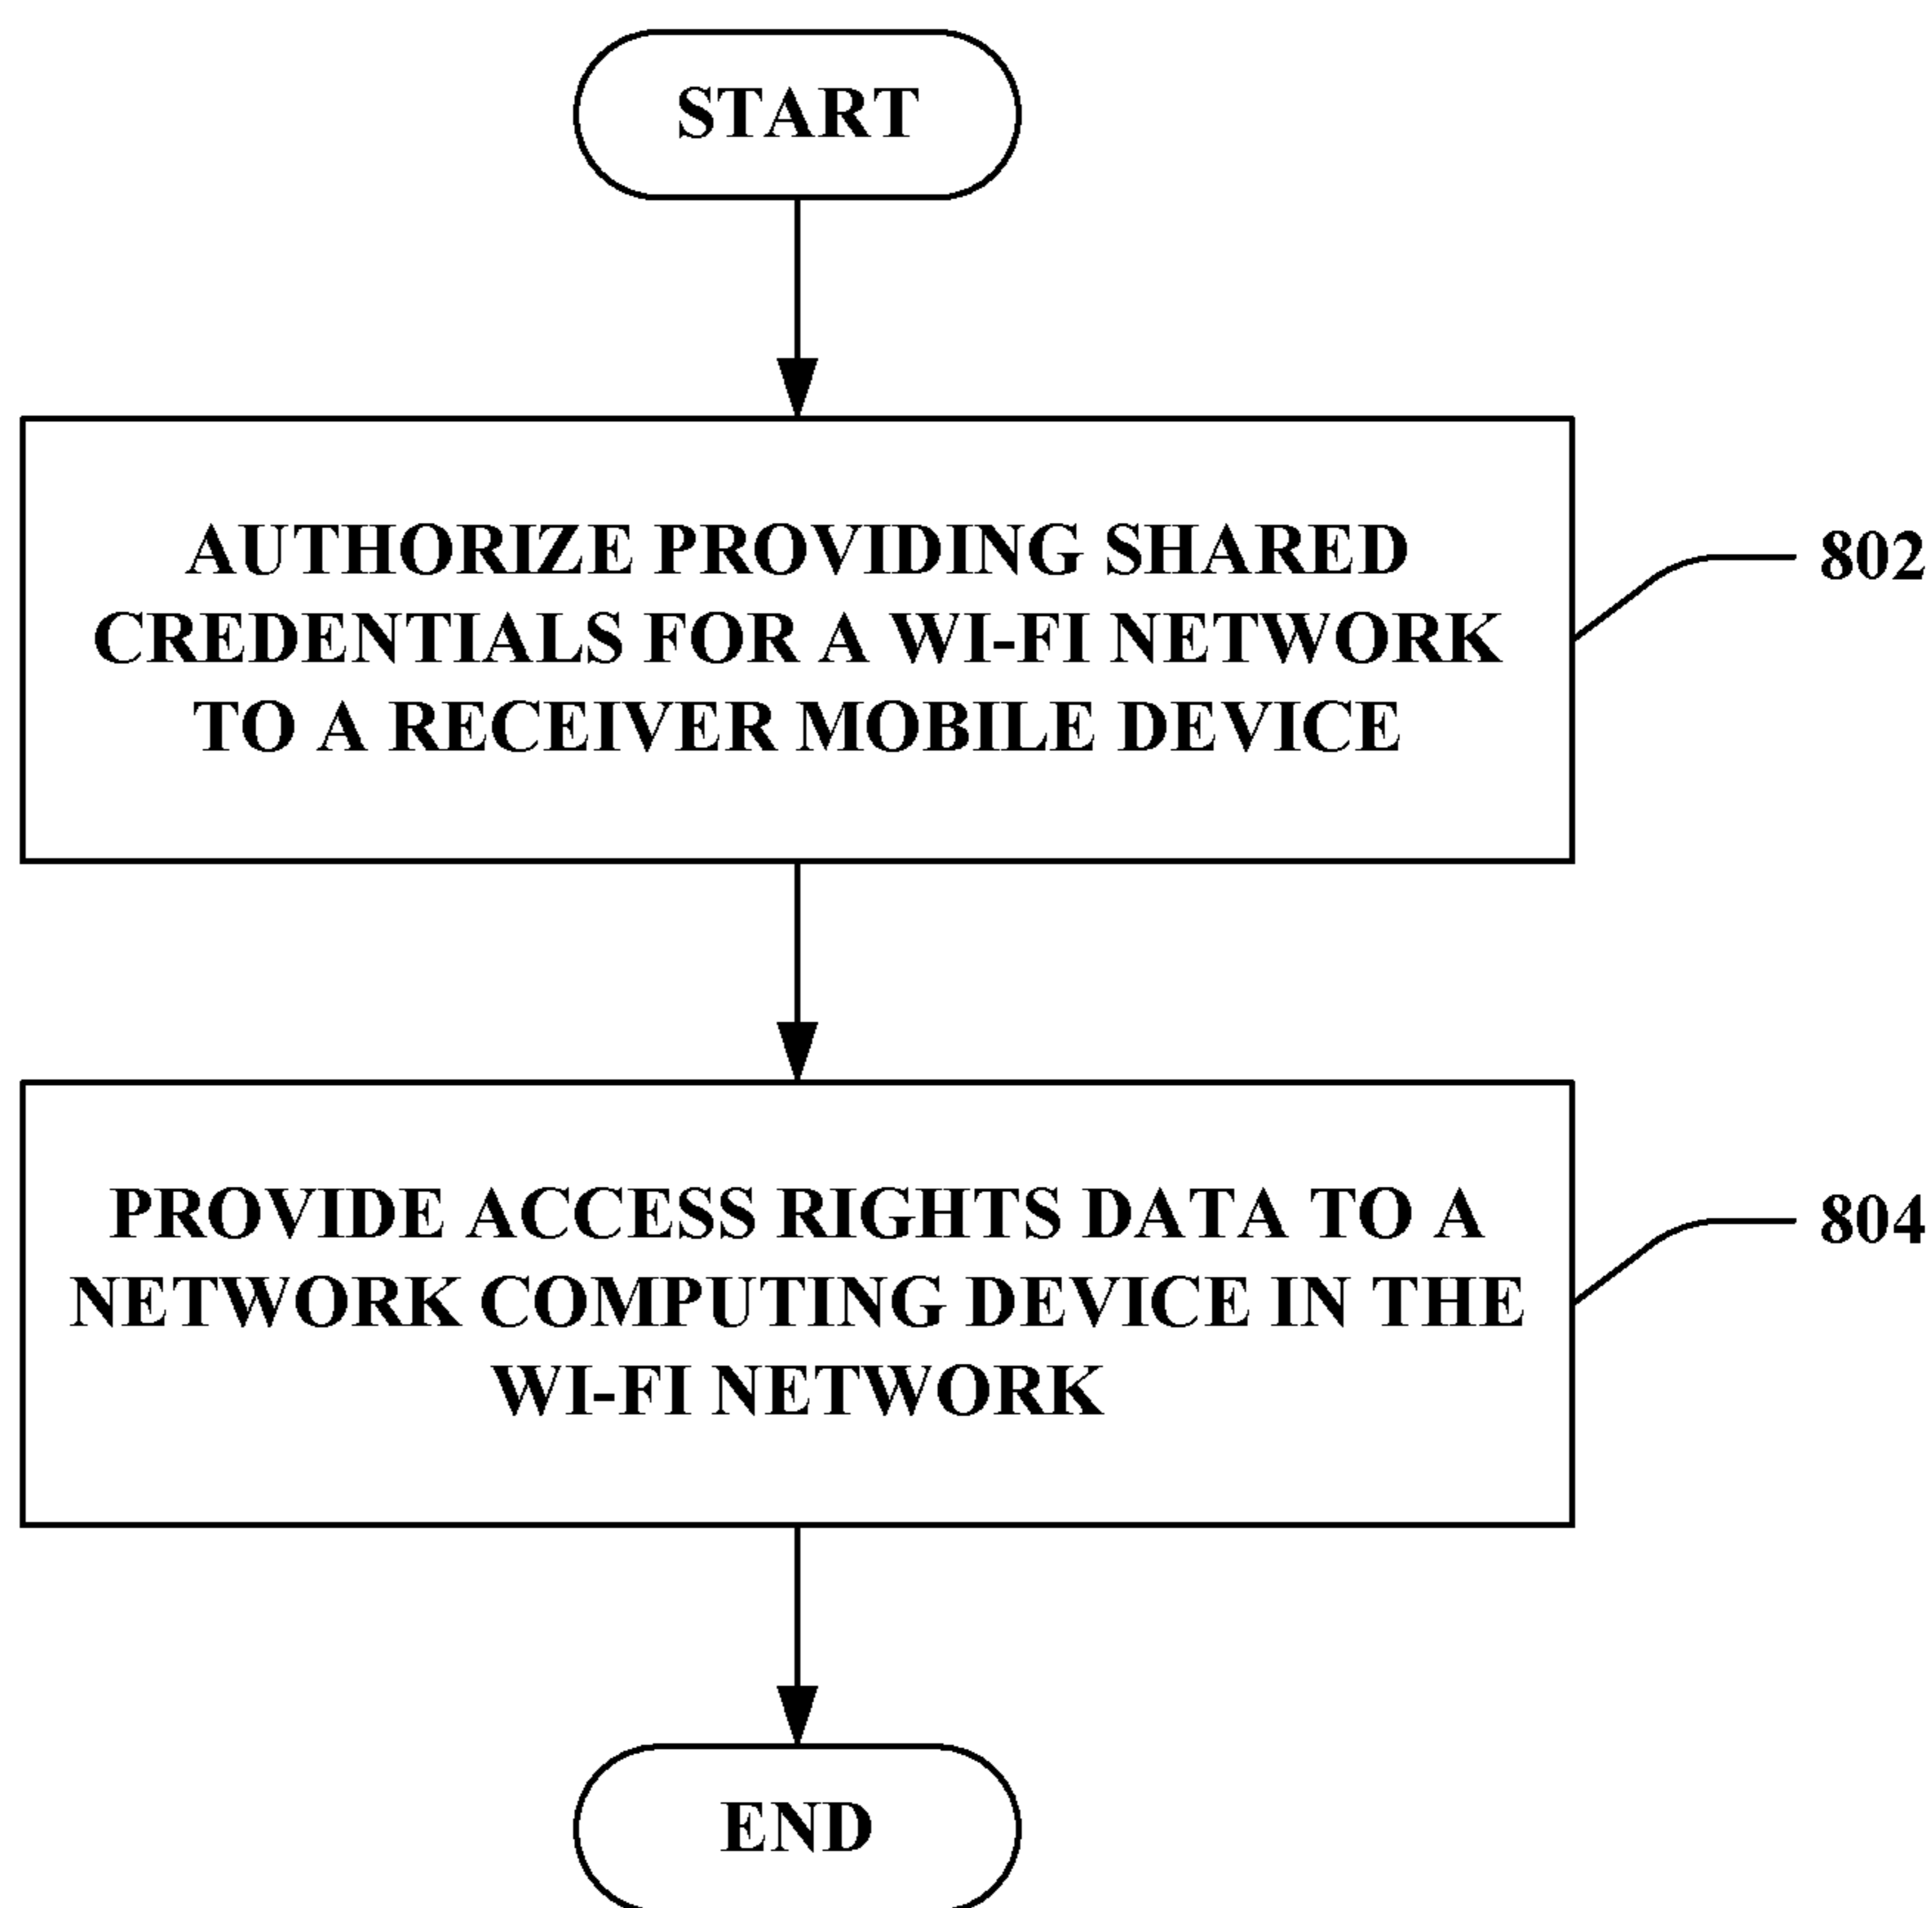 START
AUTHORIZE PROVIDING SHARED
CREDENTIALS FOR A WI-FI NETWORK
TO A RECEIVER MOBILE DEVICE
802
PROVIDE ACCESS RIGHTS DATA TO A
NETWORK COMPUTING DEVICE IN THE
WI-FI NETWORK
804
END